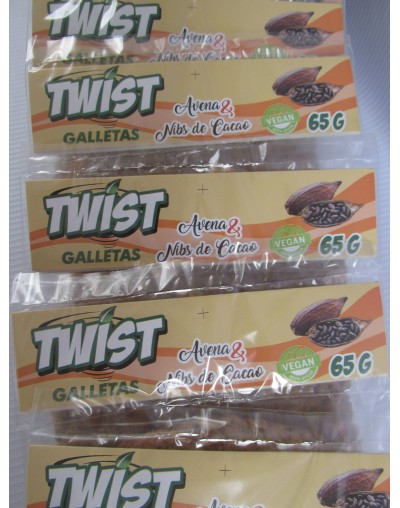 TWIST
Avena &
TWIST
GALLETAS
Avena &
Nibs de Cacao
VEGAN
65 G
TWIST
GALLETAS
Avena &
Nibs de Cacao
VEGAN
65 G
TWIST
GALLETAS
Avena &
Nibs de Cacao
VEGAN
65 G
TWIST